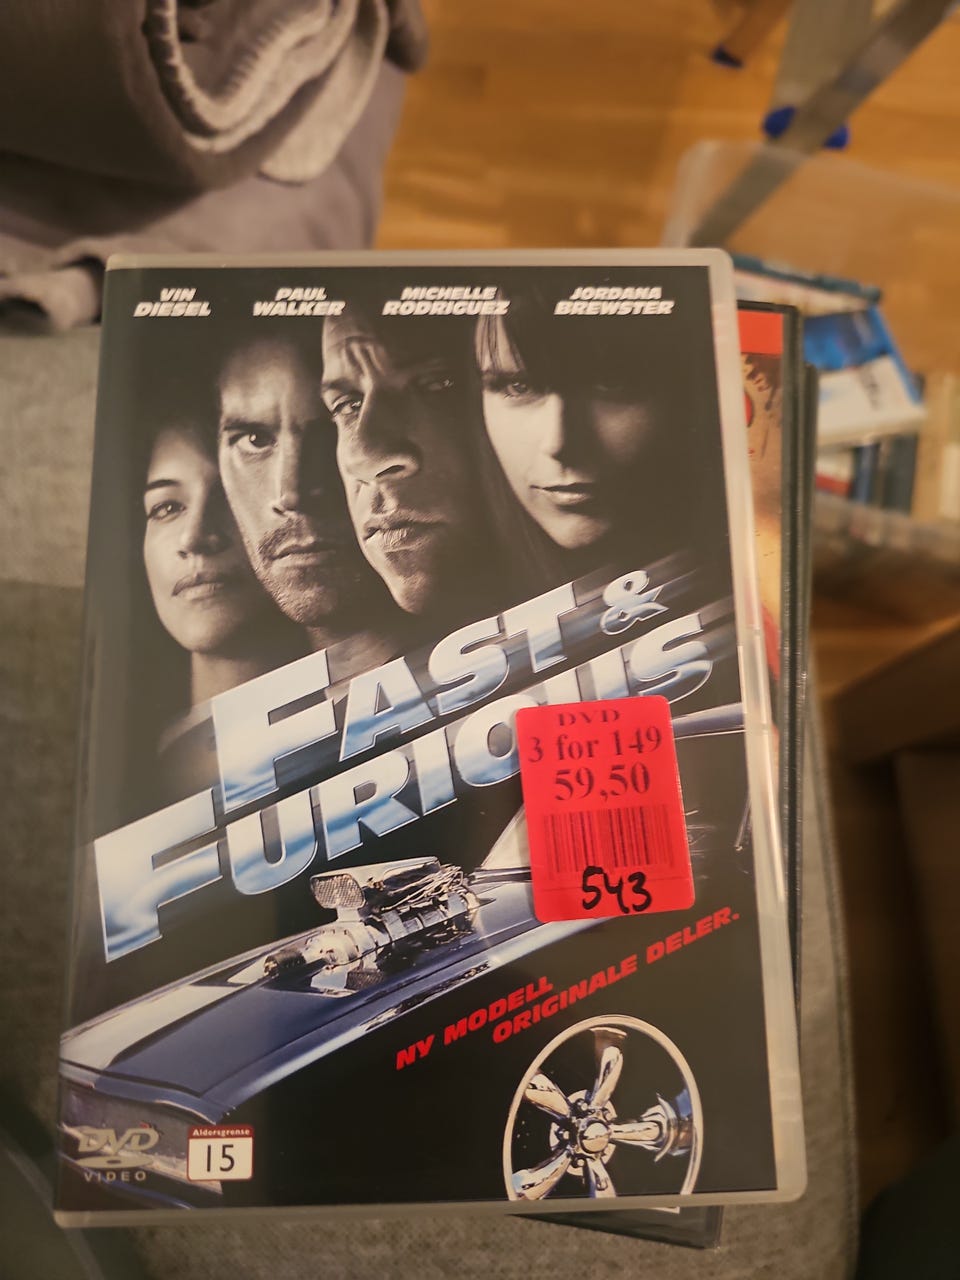 VIN DIESEL
PAUL WALKER
MICHELLE RODRIGUEZ
JORDANA BREWSTER
FAST &
FURIOUS
DVD
3 for 149
59,50
543
NY MODELL
ORIGINALE DELER.
DVD
VIDEO
Aldersgrense
15